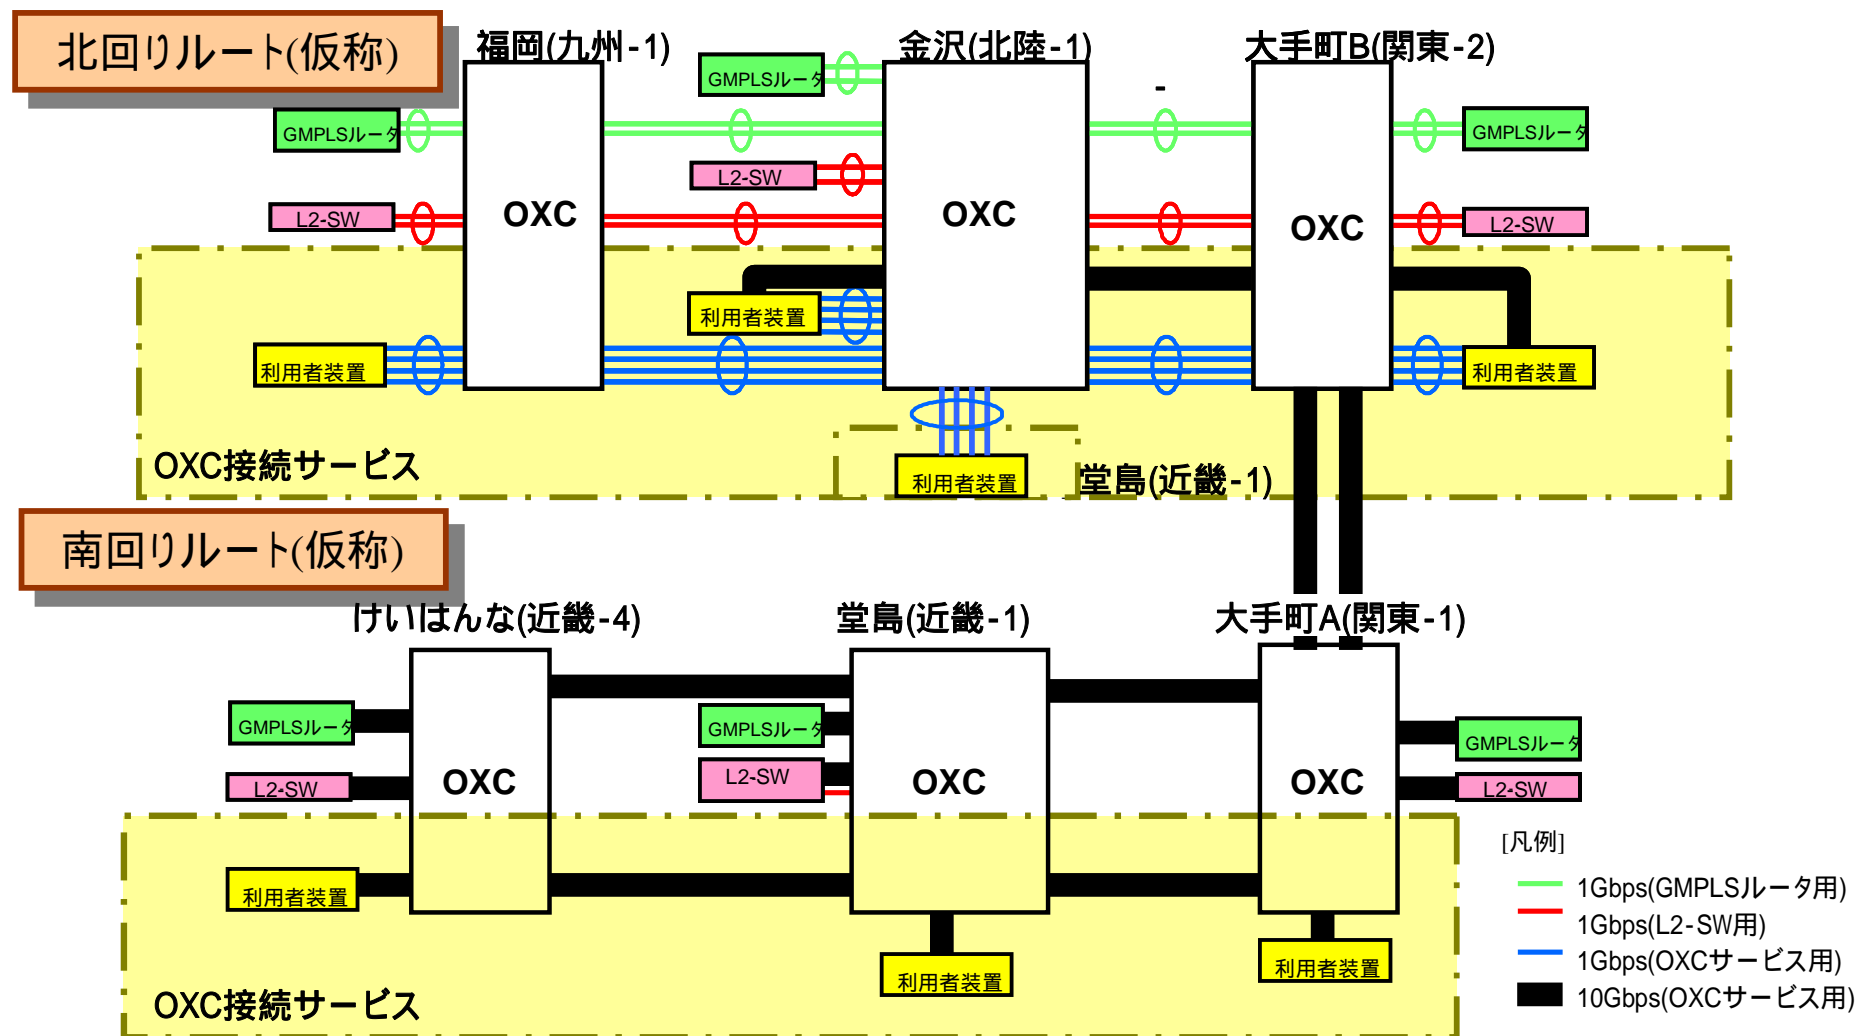 北回りルート(仮称)
福岡(九州-1)
金沢(北陸-1)
大手町B(関東-2)
GMPLSルータ
GMPLSルータ
-
GMPLSルータ
L2-SW
L2-SW
L2-SW
OXC
OXC
OXC
利用者装置
利用者装置
利用者装置
OXC接続サービス
利用者装置
堂島(近畿-1)
南回りルート(仮称)
けいはんな(近畿-4)
堂島(近畿-1)
大手町A(関東-1)
GMPLSルータ
GMPLSルータ
GMPLSルータ
L2-SW
L2-SW
L2-SW
OXC
OXC
OXC
利用者装置
利用者装置
利用者装置
OXC接続サービス
[凡例]
1Gbps(GMPLSルータ用)
1Gbps(L2-SW用)
1Gbps(OXCサービス用)
10Gbps(OXCサービス用)